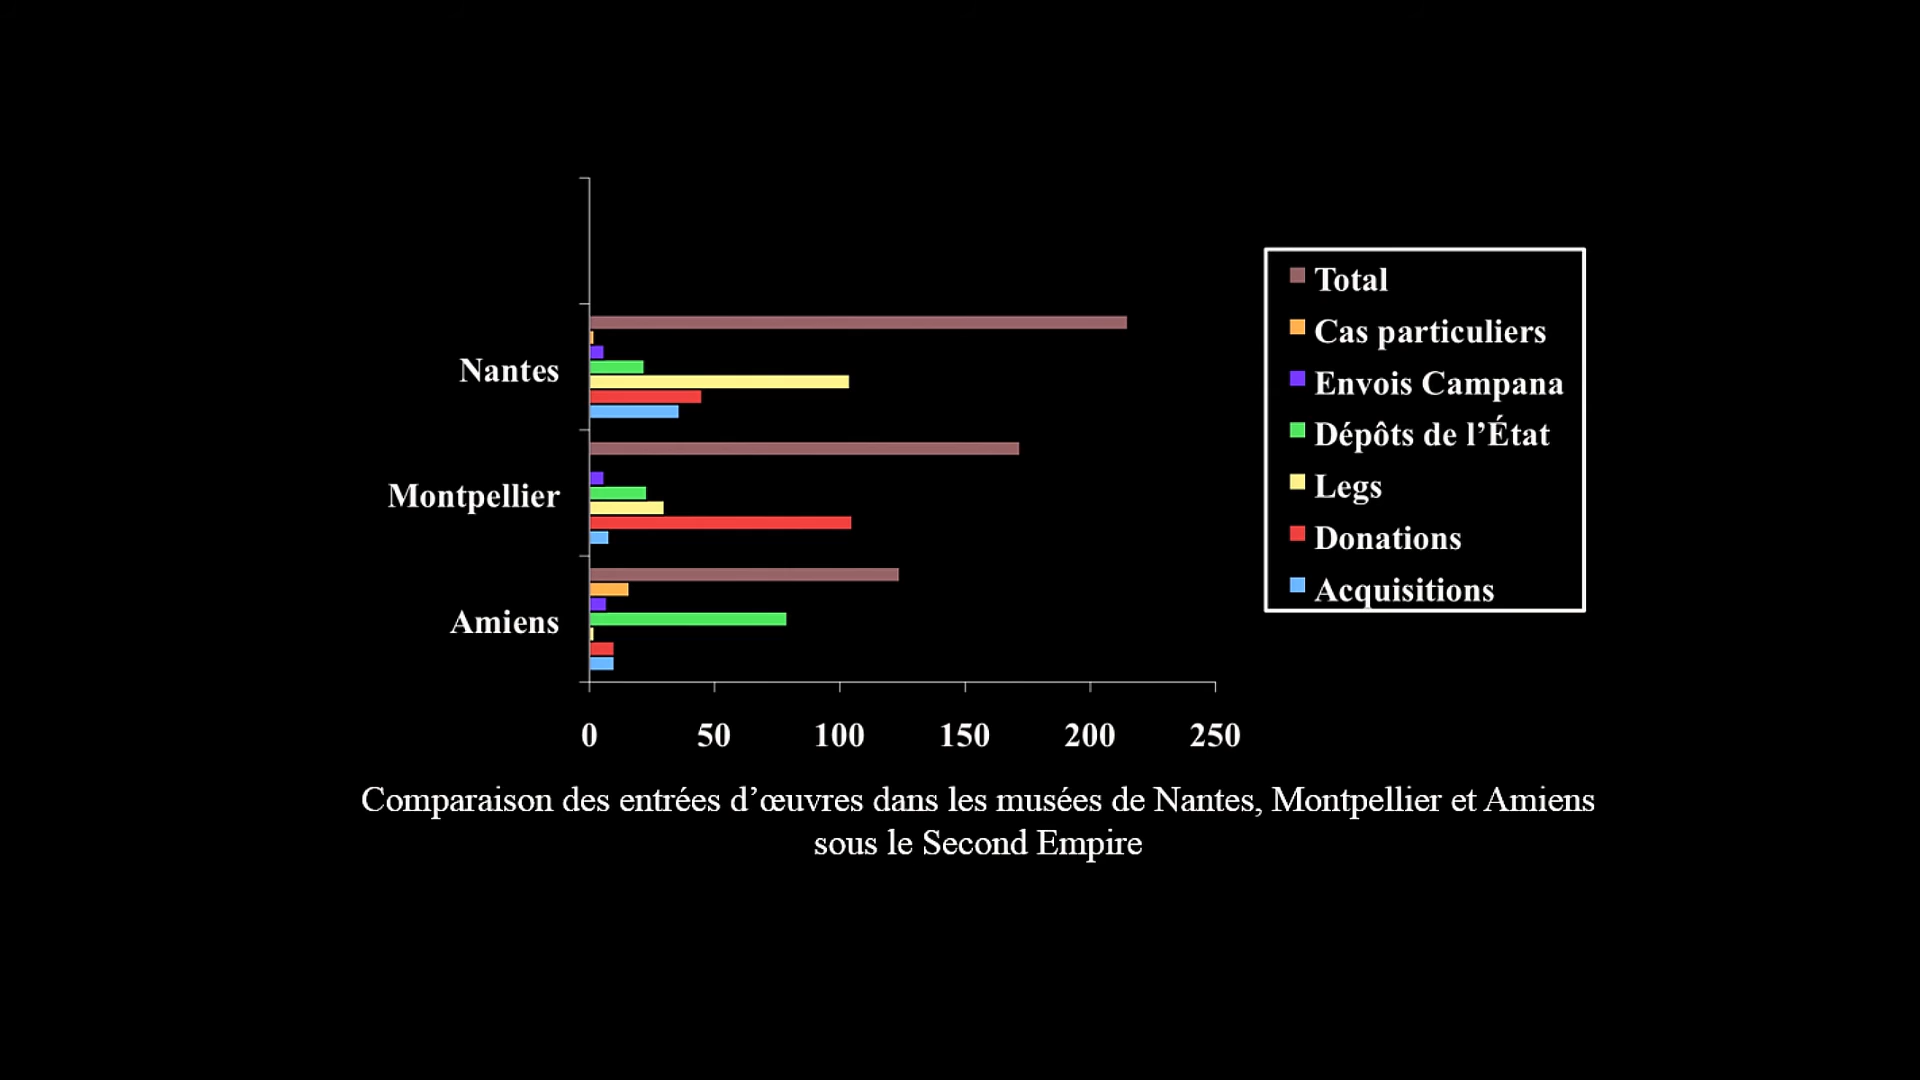 Nantes
Montpellier
Amiens
0 50 100 150 200 250
Total
Cas particuliers
Envois Campana
Dépôts de l’État
Legs
Donations
Acquisitions
Comparaison des entrées d’œuvres dans les musées de Nantes, Montpellier et Amiens
sous le Second Empire